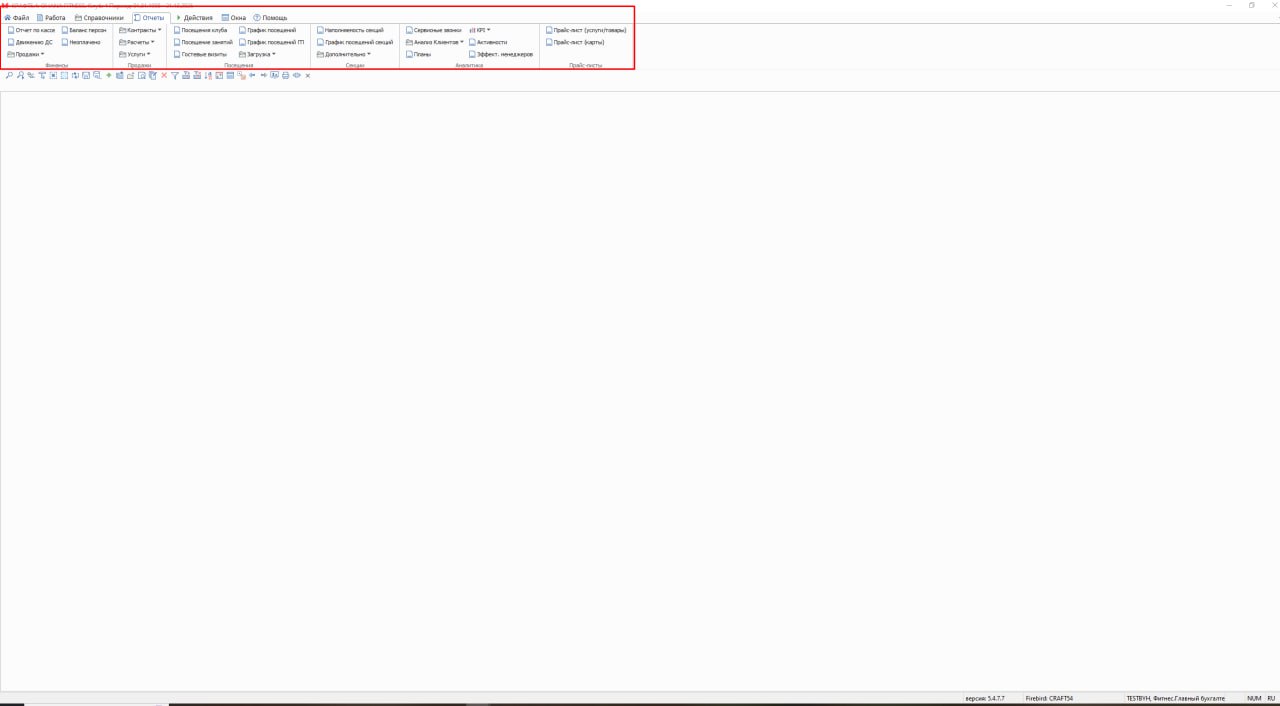 Файл Работа Справочники Отчеты Действия Окна Помощь
Отчет по кассе Баланс персон Контракты Посещения клуба График посещений Наполняемость секций Сервисные звонки KPI Прайс-лист (услуги/товары)
Движению ДС Неоплачено Расчеты Посещение занятий График посещений ГП График посещений секций Анализ Клиентов Активности Прайс-лист (карты)
Продажи Услуги Гостевые визиты Загрузка Дополнительно Планы Эффект. менеджеров
Финансы Продажи Посещения Секции Аналитика Прайс-листы
версия: 5.4.7.7 Firebird: CRAFT54 TESTBYH, Фитнес.Главный бухгалте NUM RU